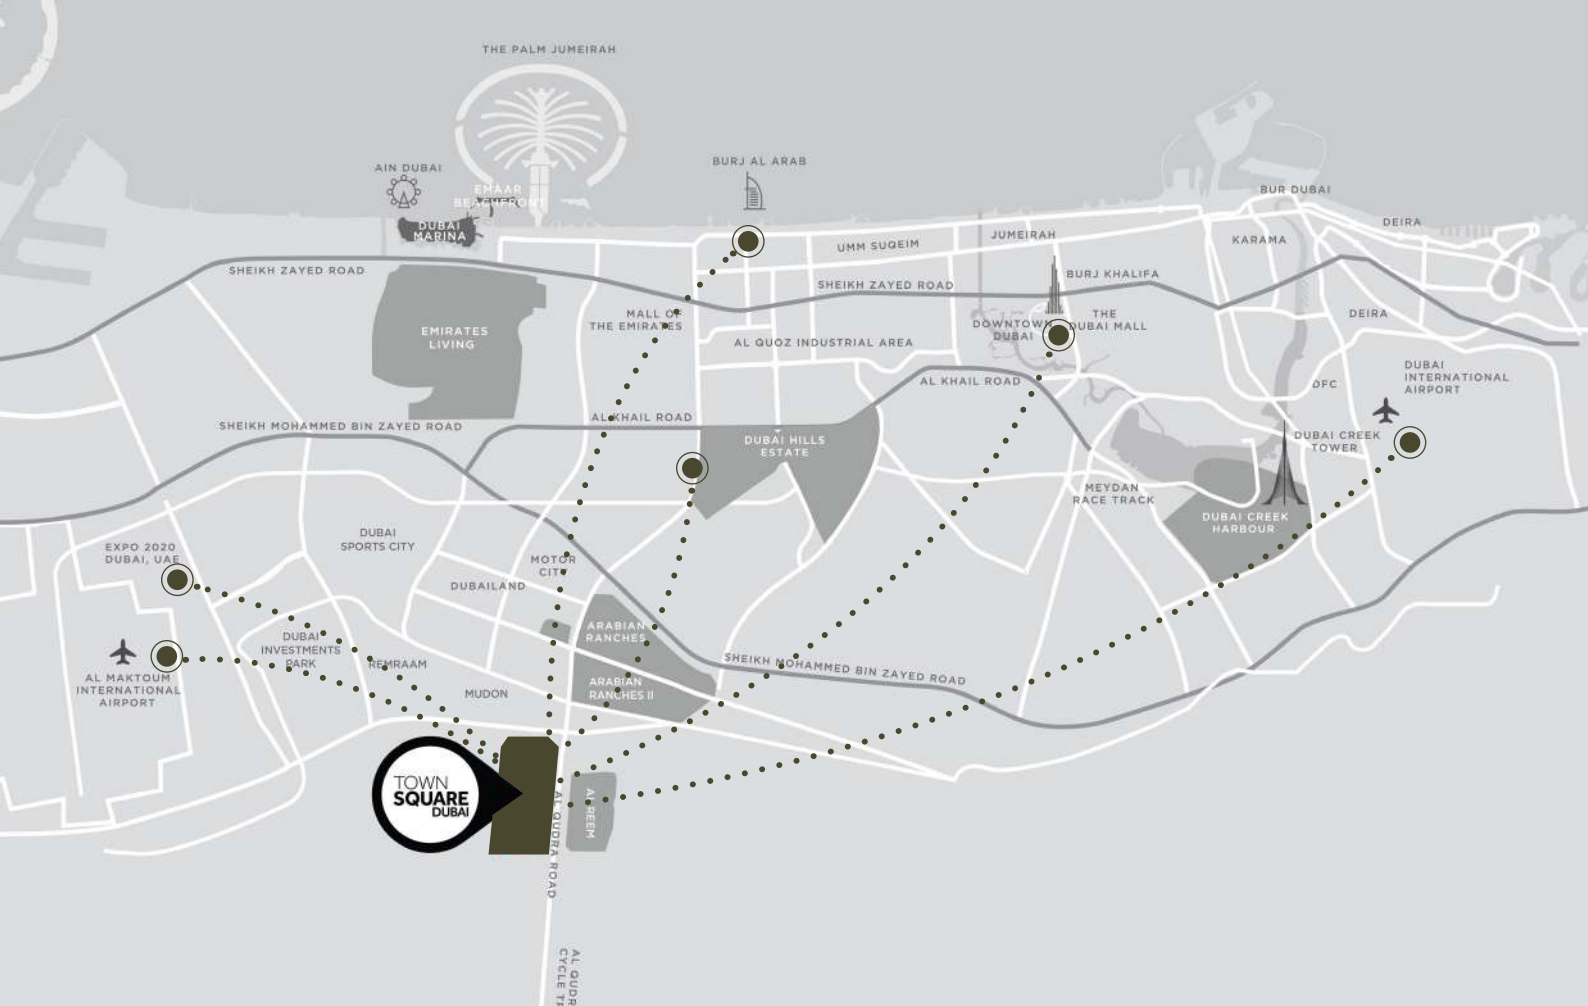 THE PALM JUMEIRAH
BURJ AL ARAB
AIN DUBAI
EMAAR
BEACHFRONT
DUBAI
MARINA
BUR DUBAI
DEIRA
JUMEIRAH
KARAMA
UMM SUQEIM
SHEIKH ZAYED ROAD
BURJ KHALIFA
SHEIKH ZAYED ROAD
MALL OF
THE EMIRATES
DOWNTOWN
DUBAI
THE
DUBAI MALL
DEIRA
EMIRATES
LIVING
AL QUOZ INDUSTRIAL AREA
DUBAI
INTERNATIONAL
AIRPORT
AL KHAIL ROAD
DFC
AL KHAIL ROAD
SHEIKH MOHAMMED BIN ZAYED ROAD
DUBAI HILLS
ESTATE
DUBAI CREEK
TOWER
MEYDAN
RACE TRACK
DUBAI CREEK
HARBOUR
DUBAI
SPORTS CITY
EXPO 2020
DUBAI, UAE
MOTOR
CITY
DUBAILAND
ARABIAN
RANCHES
DUBAI
INVESTMENTS
PARK
REMRAAM
SHEIKH MOHAMMED BIN ZAYED ROAD
AL MAKTOUM
INTERNATIONAL
AIRPORT
MUDON
ARABIAN
RANCHES II
TOWN
SQUARE
DUBAI
AL REEM
AL QUDRA ROAD